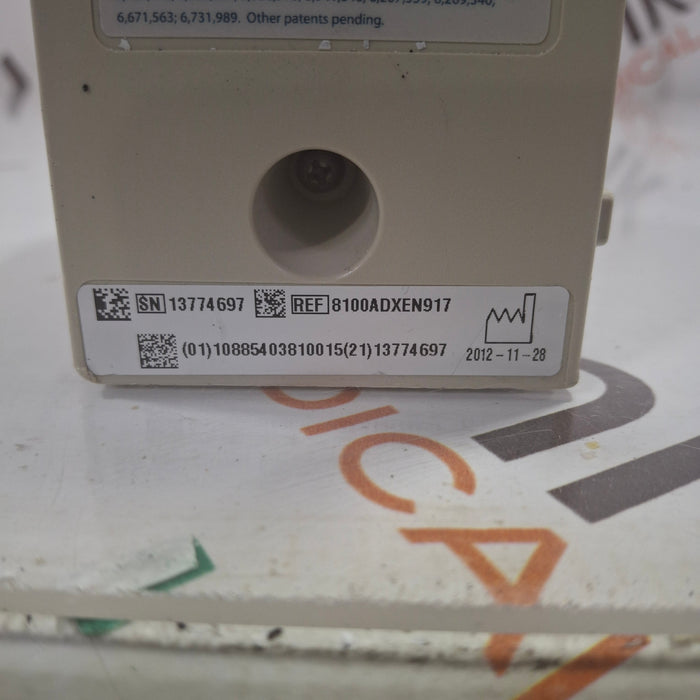 6,671,563; 6,731,989. Other patents pending.
SN 13774697 REF 8100ADXEN917
(01)10885403810015(21)13774697
2012-11-28
DICAL